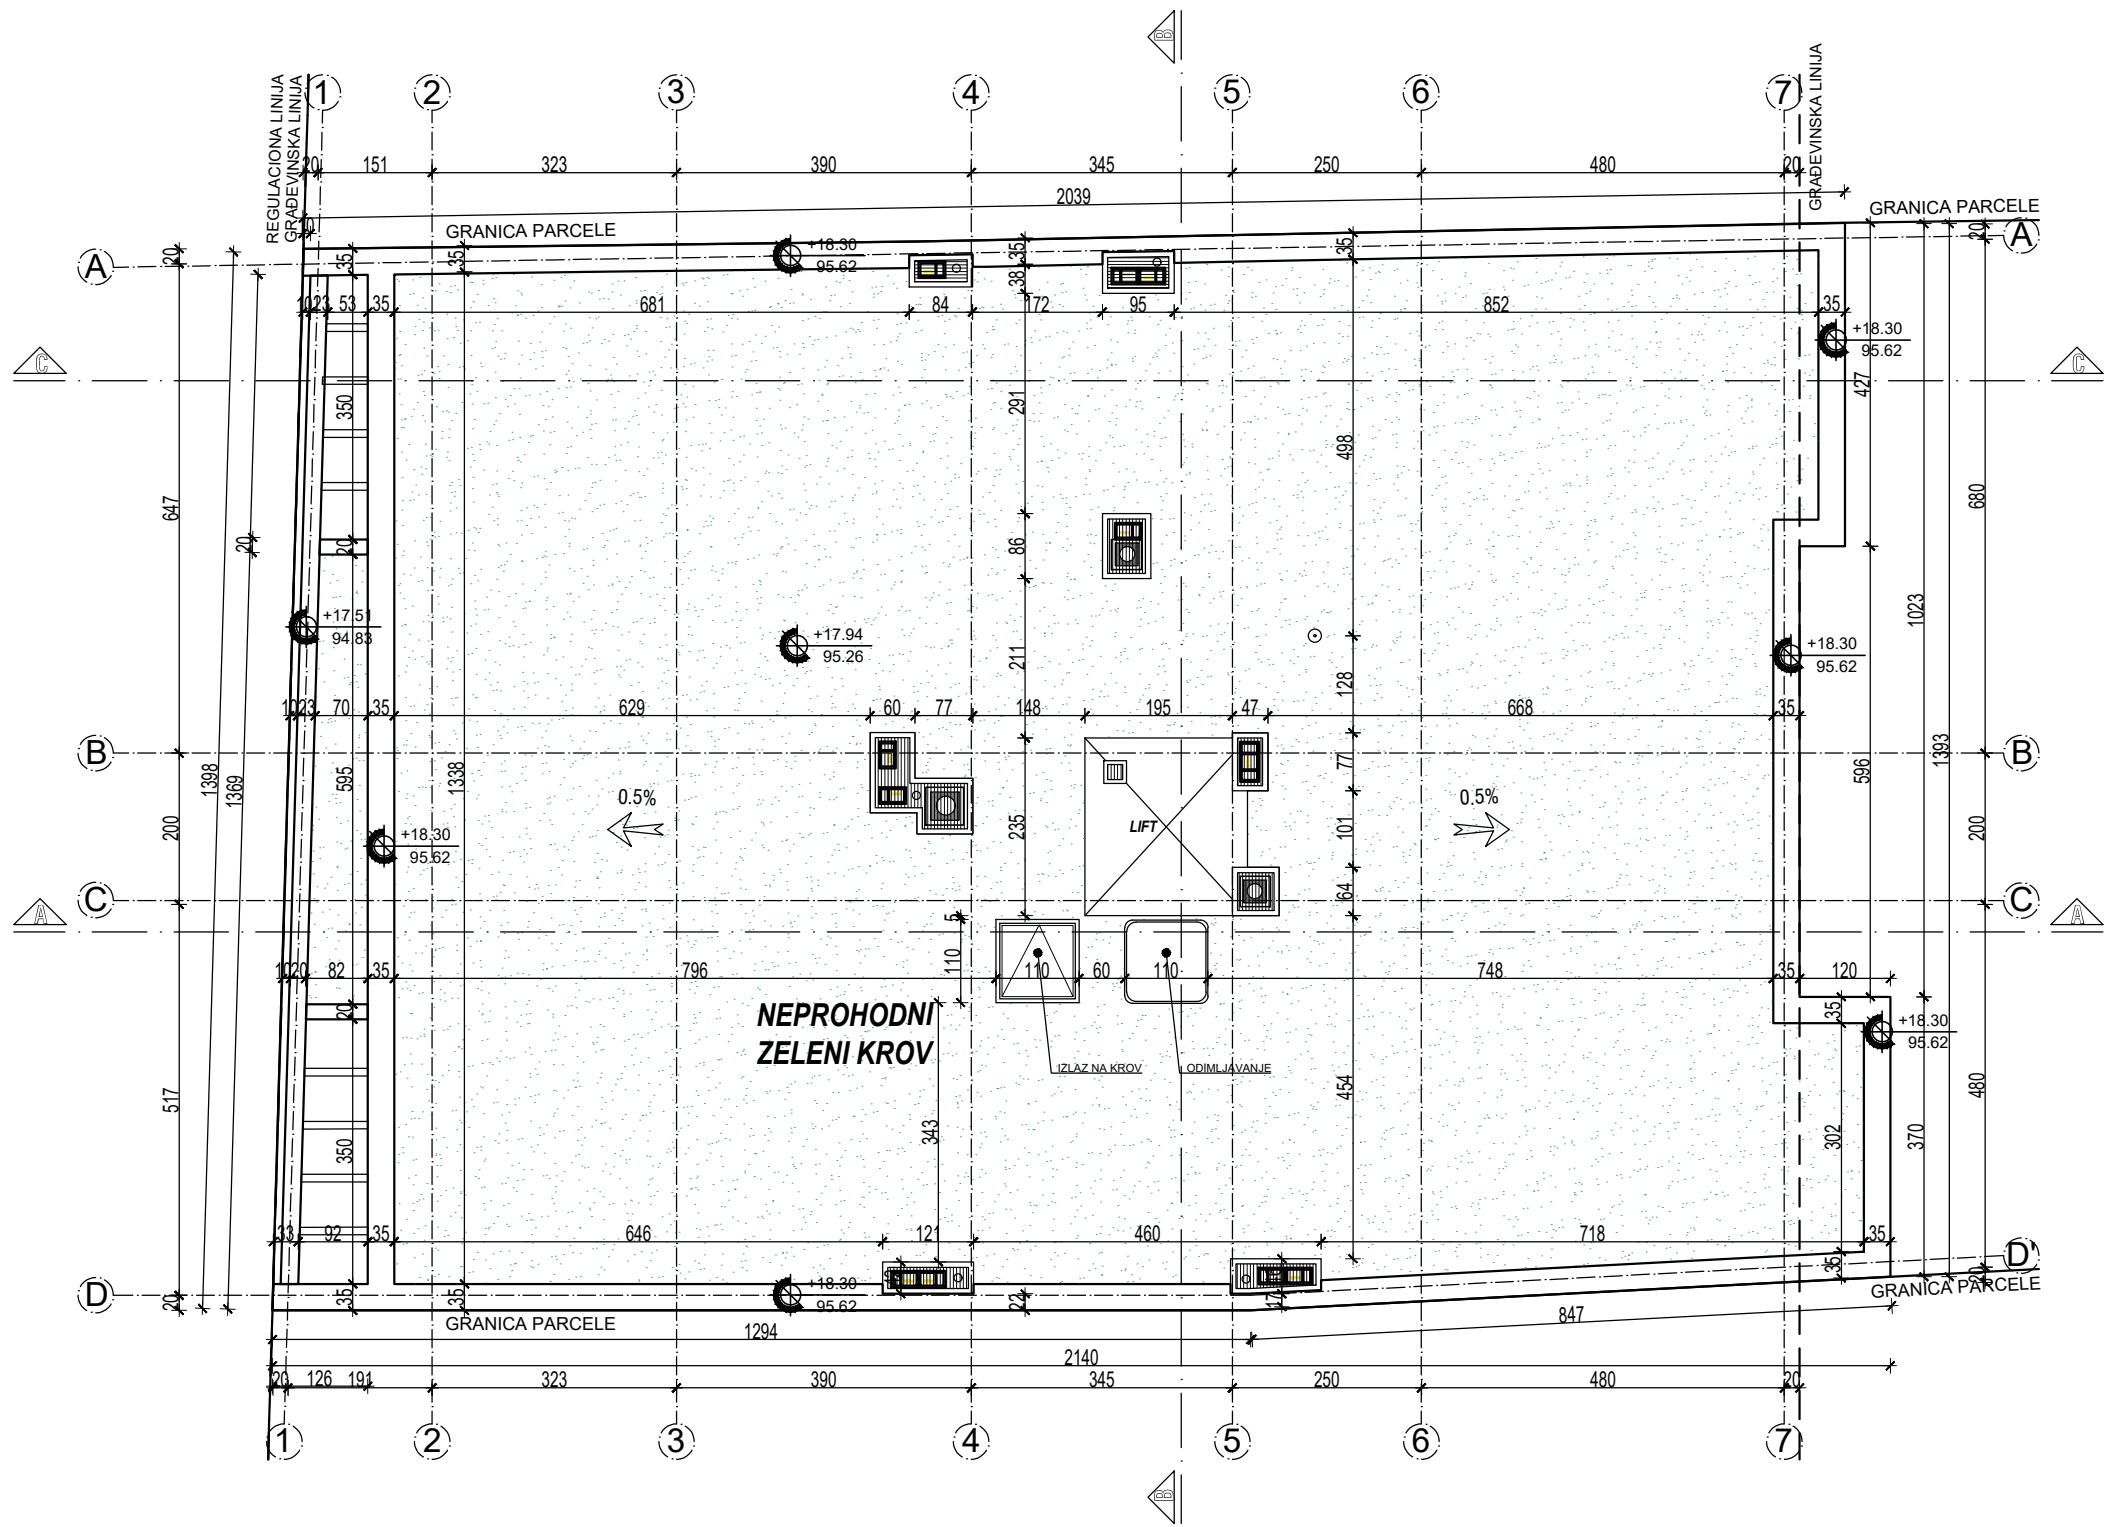 B
1 2 3 4 5 6 7
REGULACIONA LINIJA
GRAĐEVINSKA LINIJA
GRAĐEVINSKA LINIJA
20 151 323 390 345 250 480 20
2039
GRANICA PARCELE
GRANICA PARCELE
A
A
20 35 35 35 38 35 20
+18.30
95.62
10 23 53 35 681 84 172 95 852 35
+18.30
95.62
C
C
350 291 498 427
647 680
20 20 86
1023
+17.51
94.83
+17.94
95.26
+18.30
95.62
211 128
10 23 70 35 629 60 77 148 195 47 668 35
B
B
1398 1369 595 1338 77 596 1393
0.5%
0.5%
200 235 101 200
LIFT
+18.30
95.62
64
C
C
A
A
5
110
10 20 82 35 796 110 60 110 748 35 120
20
NEPROHODNI
ZELENI KROV
35
+18.30
95.62
IZLAZ NA KROV
ODIMLJAVANJE
517 350 343 454 302 370 480
33 92 35 646 121 460 718 35
D
D'
20 35 35 22 17 35 20
+18.30
95.62
GRANICA PARCELE
GRANICA PARCELE
1294
847
2140
20 126 191 323 390 345 250 480 20
1 2 3 4 5 6 7
B